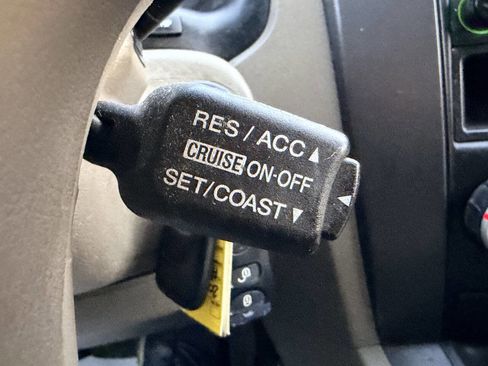 RES / ACC ▲
CRUISE ON-OFF ◀
SET/COAST ▼